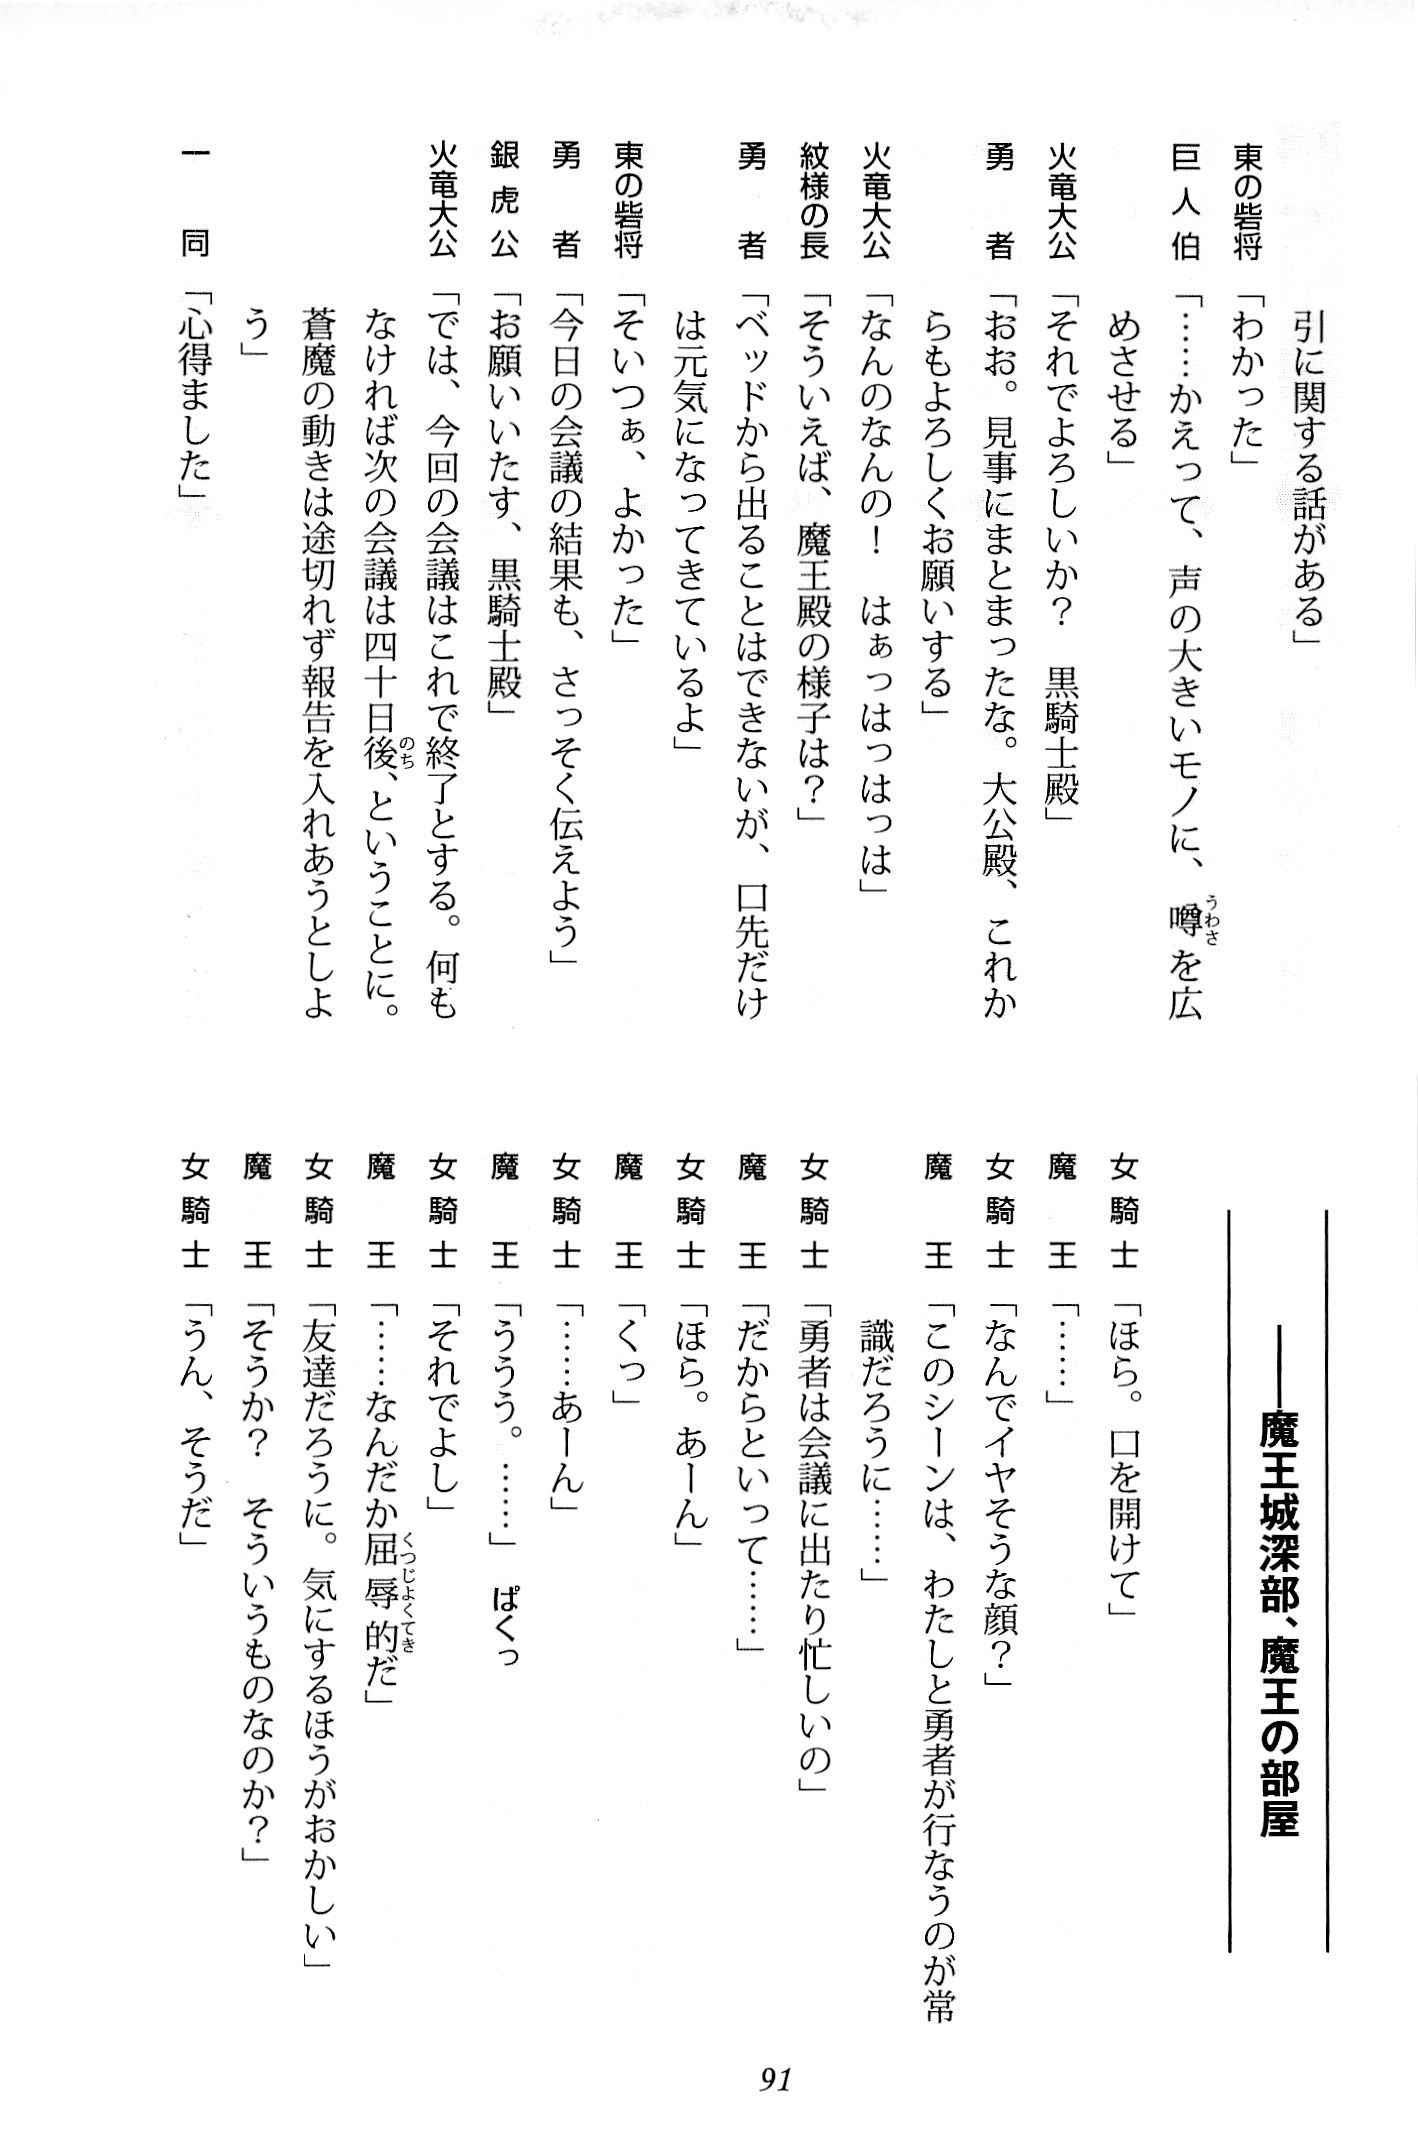 引に関する話がある」
東の砦将「わかった」
巨人伯「……かえって、声の大きいモノに、噂を広
めさせる」
火竜大公「それでよろしいか？　黒騎士殿」
勇者「おお。見事にまとまったな。大公殿、これか
らもよろしくお願いする」
火竜大公「なんのなんの！　はぁっはっはっは」
紋様の長「そういえば、魔王殿の様子は？」
勇者「ベッドから出ることはできないが、口先だけ
は元気になってきているよ」
東の砦将「そいつぁ、よかった」
勇者「今日の会議の結果も、さっそく伝えよう」
銀虎公「お願いいたす、黒騎士殿」
火竜大公「では、今回の会議はこれで終了とする。何も
なければ次の会議は四十日後、ということに。
蒼魔の動きは途切れず報告を入れあうとしよ
う」
一同「心得ました」
――魔王城深部、魔王の部屋
女騎士「ほら。口を開けて」
魔王「……」
女騎士「なんでイヤそうな顔？」
魔王「このシーンは、わたしと勇者が行なうのが常
識だろうに……」
女騎士「勇者は会議に出たり忙しいの」
魔王「だからといって……」
女騎士「ほら。あーん」
魔王「くっ」
女騎士「……あーん」
魔王「ううう。……」ぱくっ
女騎士「それでよし」
魔王「……なんだか屈辱的だ」
女騎士「友達だろうに。気にするほうがおかしい」
魔王「そうか？　そういうものなのか？」
女騎士「うん、そうだ」
91